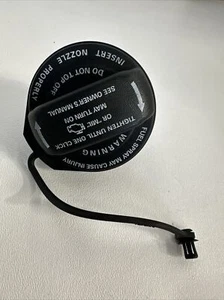 WARNING
FUEL SPRAY MAY CAUSE INJURY
TIGHTEN UNTIL ONE CLICK
OR "MIL"
MAY TURN ON
SEE OWNER'S MANUAL
DO NOT TOP OFF
INSERT NOZZLE PROPERLY